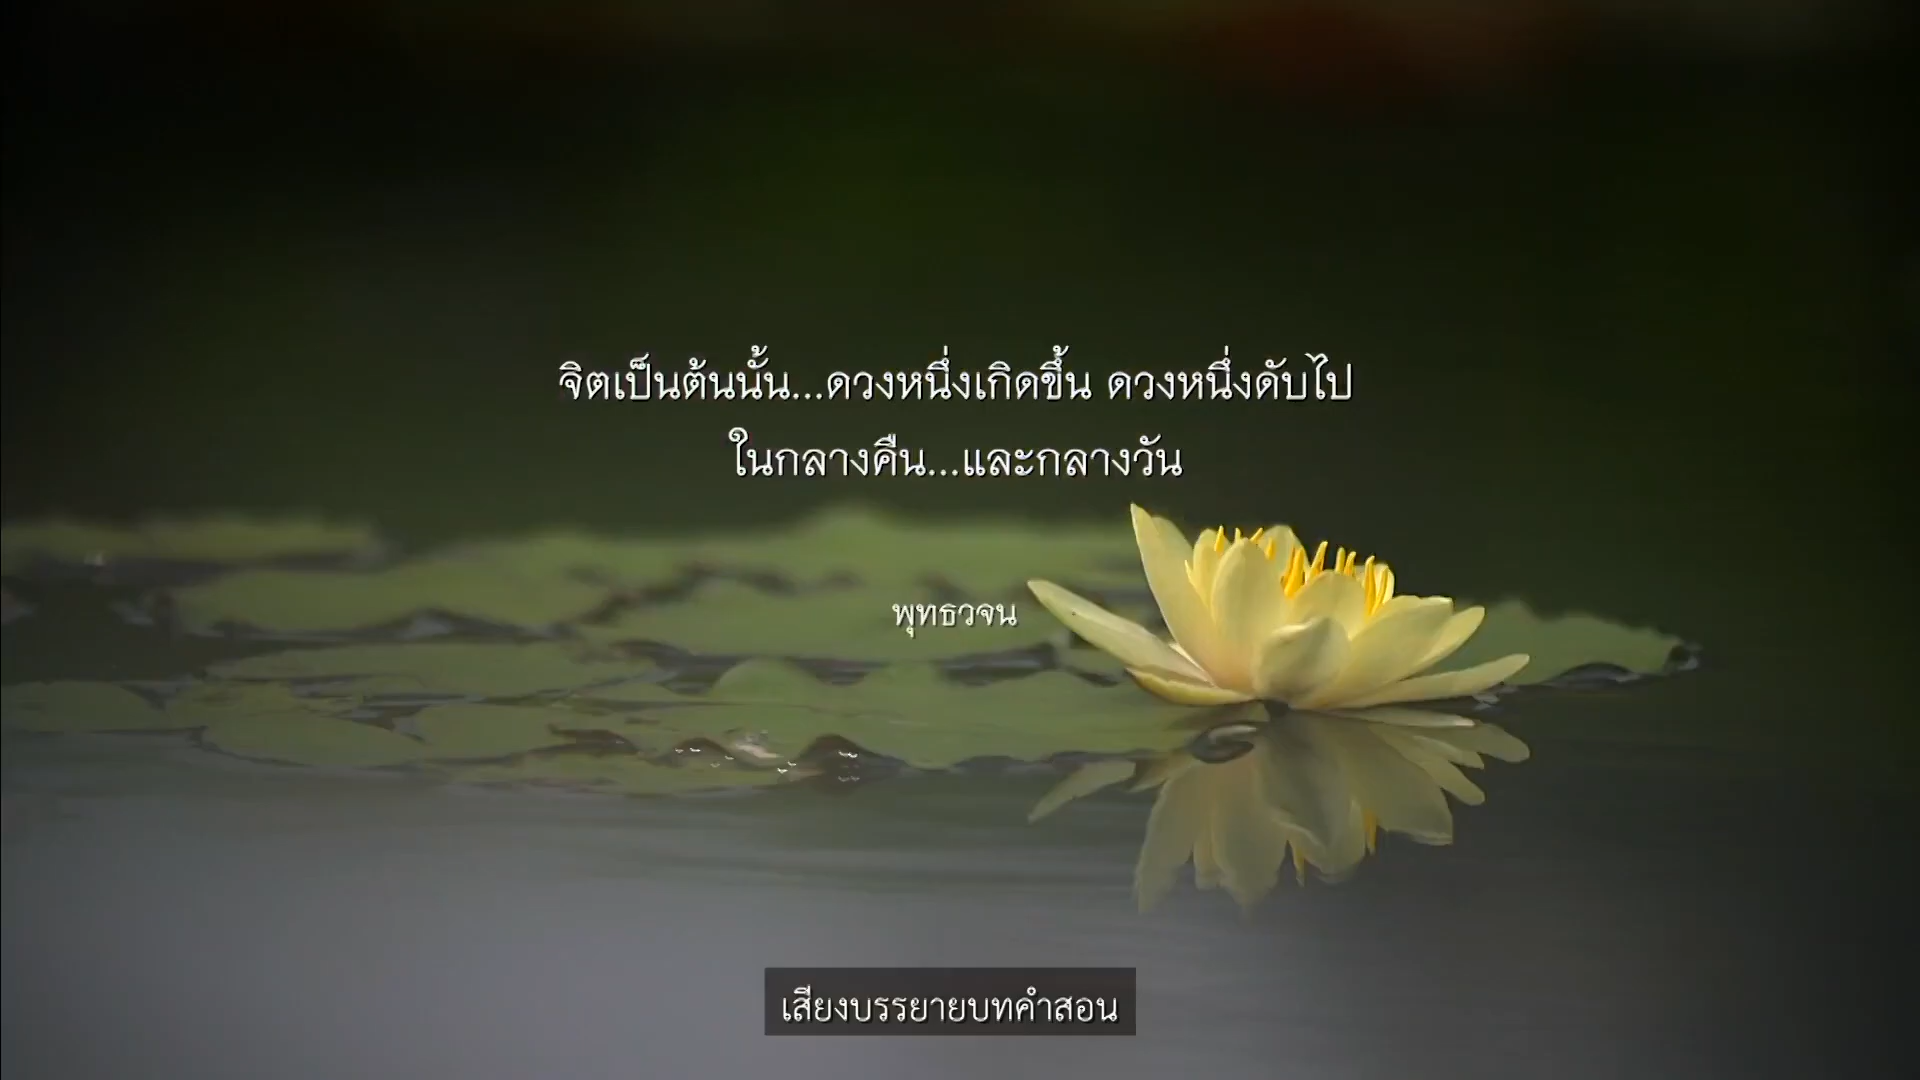 จิตเป็นต้นนั้น...ดวงหนึ่งเกิดขึ้น ดวงหนึ่งดับไป
ในกลางคืน...และกลางวัน
พุทธวจน
เสียงบรรยายบทคำสอน